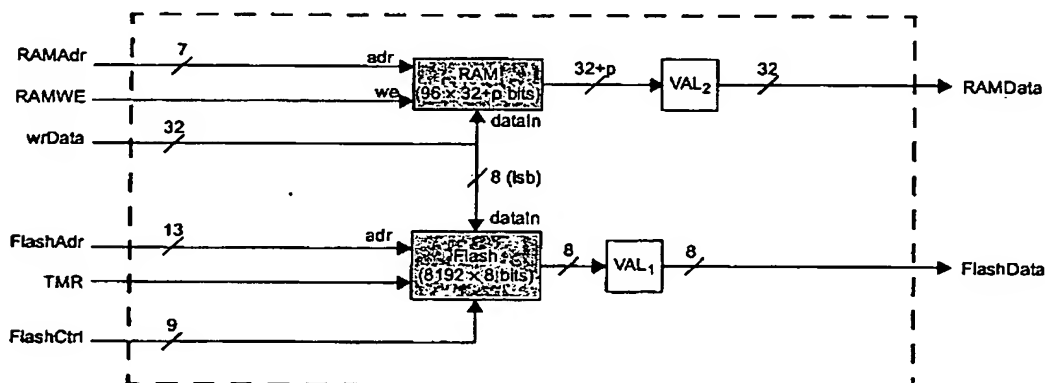 RAMAdr
7
adr
RAM
(96 × 32+p bits)
32+p
VAL2
32
RAMData
RAMWE
we
wrData
32
dataIn
8 (lsb)
dataIn
FlashAdr
13
adr
Flash
(8192 × 8 bits)
8
VAL1
8
FlashData
TMR
FlashCtrl
9